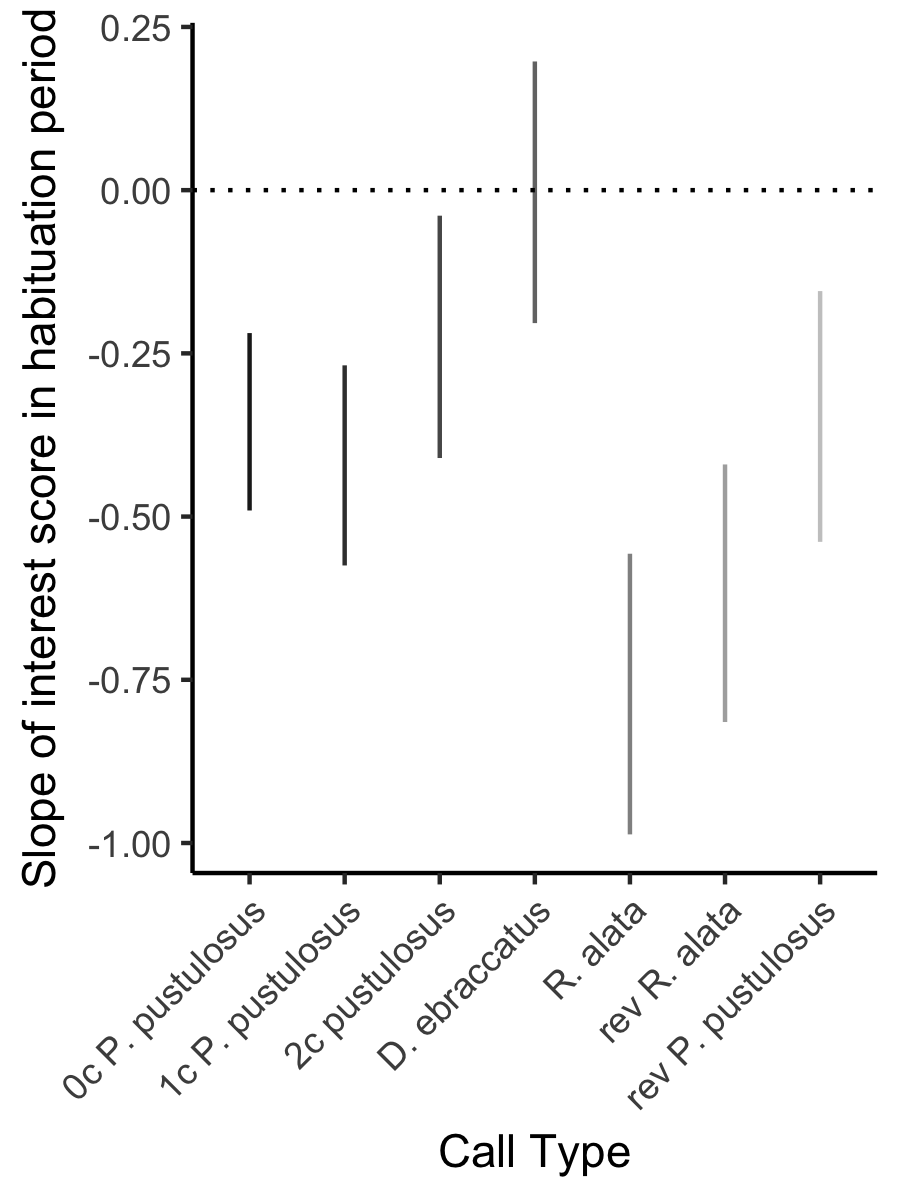 Slope of interest score in habituation period
0.25
0.00
-0.25
-0.50
-0.75
-1.00
0c P. pustulosus
1c P. pustulosus
2c pustulosus
D. ebraccatus
R. alata
rev R. alata
rev P. pustulosus
Call Type